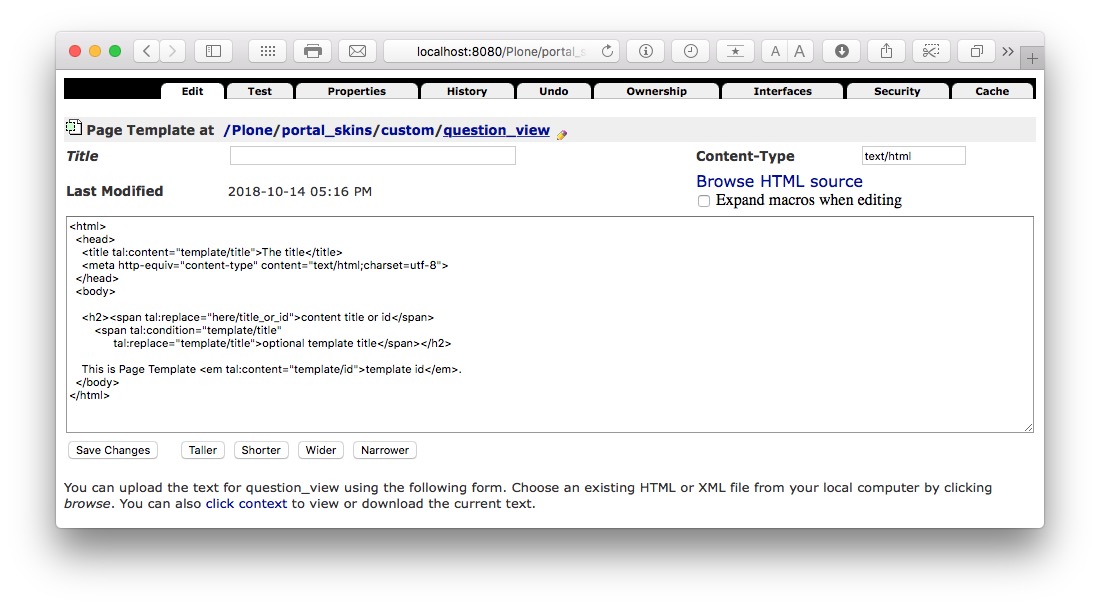 localhost:8080/Plone/portal_s
A A
Edit Test Properties History Undo Ownership Interfaces Security Cache
Page Template at /Plone/portal_skins/custom/question_view
Title Content-Type text/html
Browse HTML source
Last Modified 2018-10-14 05:16 PM
Expand macros when editing
<html>
<head>
<title tal:content="template/title">The title</title>
<meta http-equiv="content-type" content="text/html;charset=utf-8">
</head>
<body>
<h2><span tal:replace="here/title_or_id">content title or id</span>
<span tal:condition="template/title"
tal:replace="template/title">optional template title</span></h2>
This is Page Template <em tal:content="template/id">template id</em>.
</body>
</html>
Save Changes Taller Shorter Wider Narrower
You can upload the text for question_view using the following form. Choose an existing HTML or XML file from your local computer by clicking
browse. You can also click context to view or download the current text.